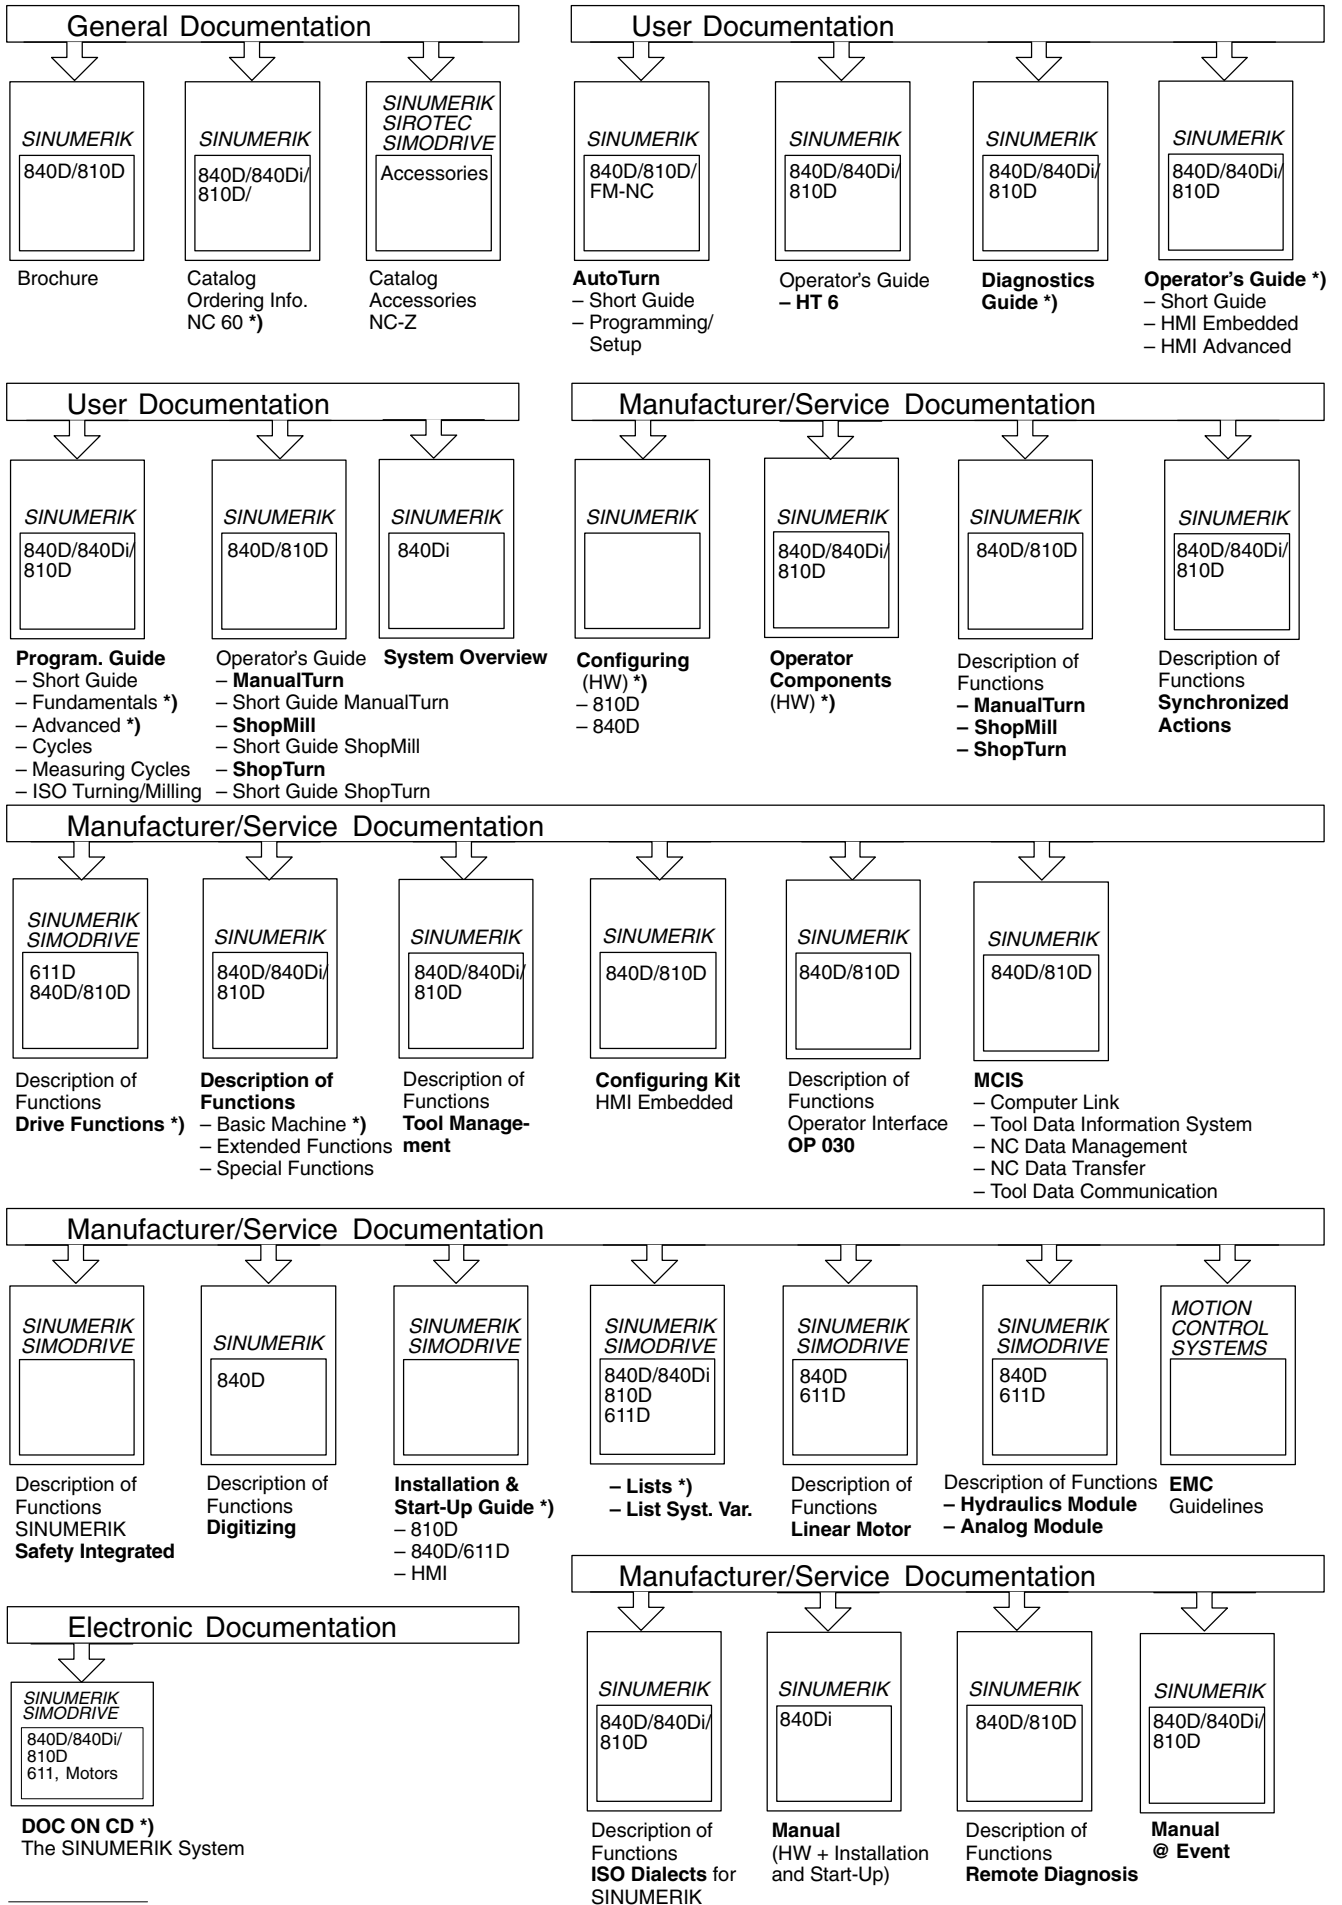 General Documentation
SINUMERIK
840D/810D
Brochure
SINUMERIK
840D/840Di/
810D/
Catalog
Ordering Info.
NC 60 *)
SINUMERIK
SIROTEC
SIMODRIVE
Accessories
Catalog
Accessories
NC-Z
User Documentation
SINUMERIK
840D/810D/
FM-NC
AutoTurn
– Short Guide
– Programming/
Setup
SINUMERIK
840D/840Di/
810D
Operator's Guide
– HT 6
SINUMERIK
840D/840Di/
810D
Diagnostics
Guide *)
SINUMERIK
840D/840Di/
810D
Operator's Guide *)
– Short Guide
– HMI Embedded
– HMI Advanced
User Documentation
SINUMERIK
840D/840Di/
810D
Program. Guide
– Short Guide
– Fundamentals *)
– Advanced *)
– Cycles
– Measuring Cycles
– ISO Turning/Milling
SINUMERIK
840D/810D
Operator's Guide
– ManualTurn
– Short Guide ManualTurn
– ShopMill
– Short Guide ShopMill
– ShopTurn
– Short Guide ShopTurn
SINUMERIK
840Di
System Overview
Manufacturer/Service Documentation
SINUMERIK
Configuring
(HW) *)
– 810D
– 840D
SINUMERIK
840D/840Di/
810D
Operator
Components
(HW) *)
SINUMERIK
840D/810D
Description of
Functions
– ManualTurn
– ShopMill
– ShopTurn
SINUMERIK
840D/840Di/
810D
Description of
Functions
Synchronized
Actions
Manufacturer/Service Documentation
SINUMERIK
SIMODRIVE
611D
840D/810D
Description of
Functions
Drive Functions *)
SINUMERIK
840D/840Di/
810D
Description of
Functions
– Basic Machine *)
– Extended Functions
– Special Functions
SINUMERIK
840D/840Di/
810D
Description of
Functions
Tool Manage-
ment
SINUMERIK
840D/810D
Configuring Kit
HMI Embedded
SINUMERIK
840D/810D
Description of
Functions
Operator Interface
OP 030
SINUMERIK
840D/810D
MCIS
– Computer Link
– Tool Data Information System
– NC Data Management
– NC Data Transfer
– Tool Data Communication
Manufacturer/Service Documentation
SINUMERIK
SIMODRIVE
Description of
Functions
SINUMERIK
Safety Integrated
SINUMERIK
840D
Description of
Functions
Digitizing
SINUMERIK
SIMODRIVE
Installation &
Start-Up Guide *)
– 810D
– 840D/611D
– HMI
SINUMERIK
SIMODRIVE
840D/840Di
810D
611D
– Lists *)
– List Syst. Var.
SINUMERIK
SIMODRIVE
840D
611D
Description of
Functions
Linear Motor
SINUMERIK
SIMODRIVE
840D
611D
Description of Functions
– Hydraulics Module
– Analog Module
MOTION
CONTROL
SYSTEMS
EMC
Guidelines
Electronic Documentation
SINUMERIK
SIMODRIVE
840D/840Di/
810D
611, Motors
DOC ON CD *)
The SINUMERIK System
Manufacturer/Service Documentation
SINUMERIK
840D/840Di/
810D
Description of
Functions
ISO Dialects for
SINUMERIK
SINUMERIK
840Di
Manual
(HW + Installation
and Start-Up)
SINUMERIK
840D/810D
Description of
Functions
Remote Diagnosis
SINUMERIK
840D/840Di/
810D
Manual
@ Event